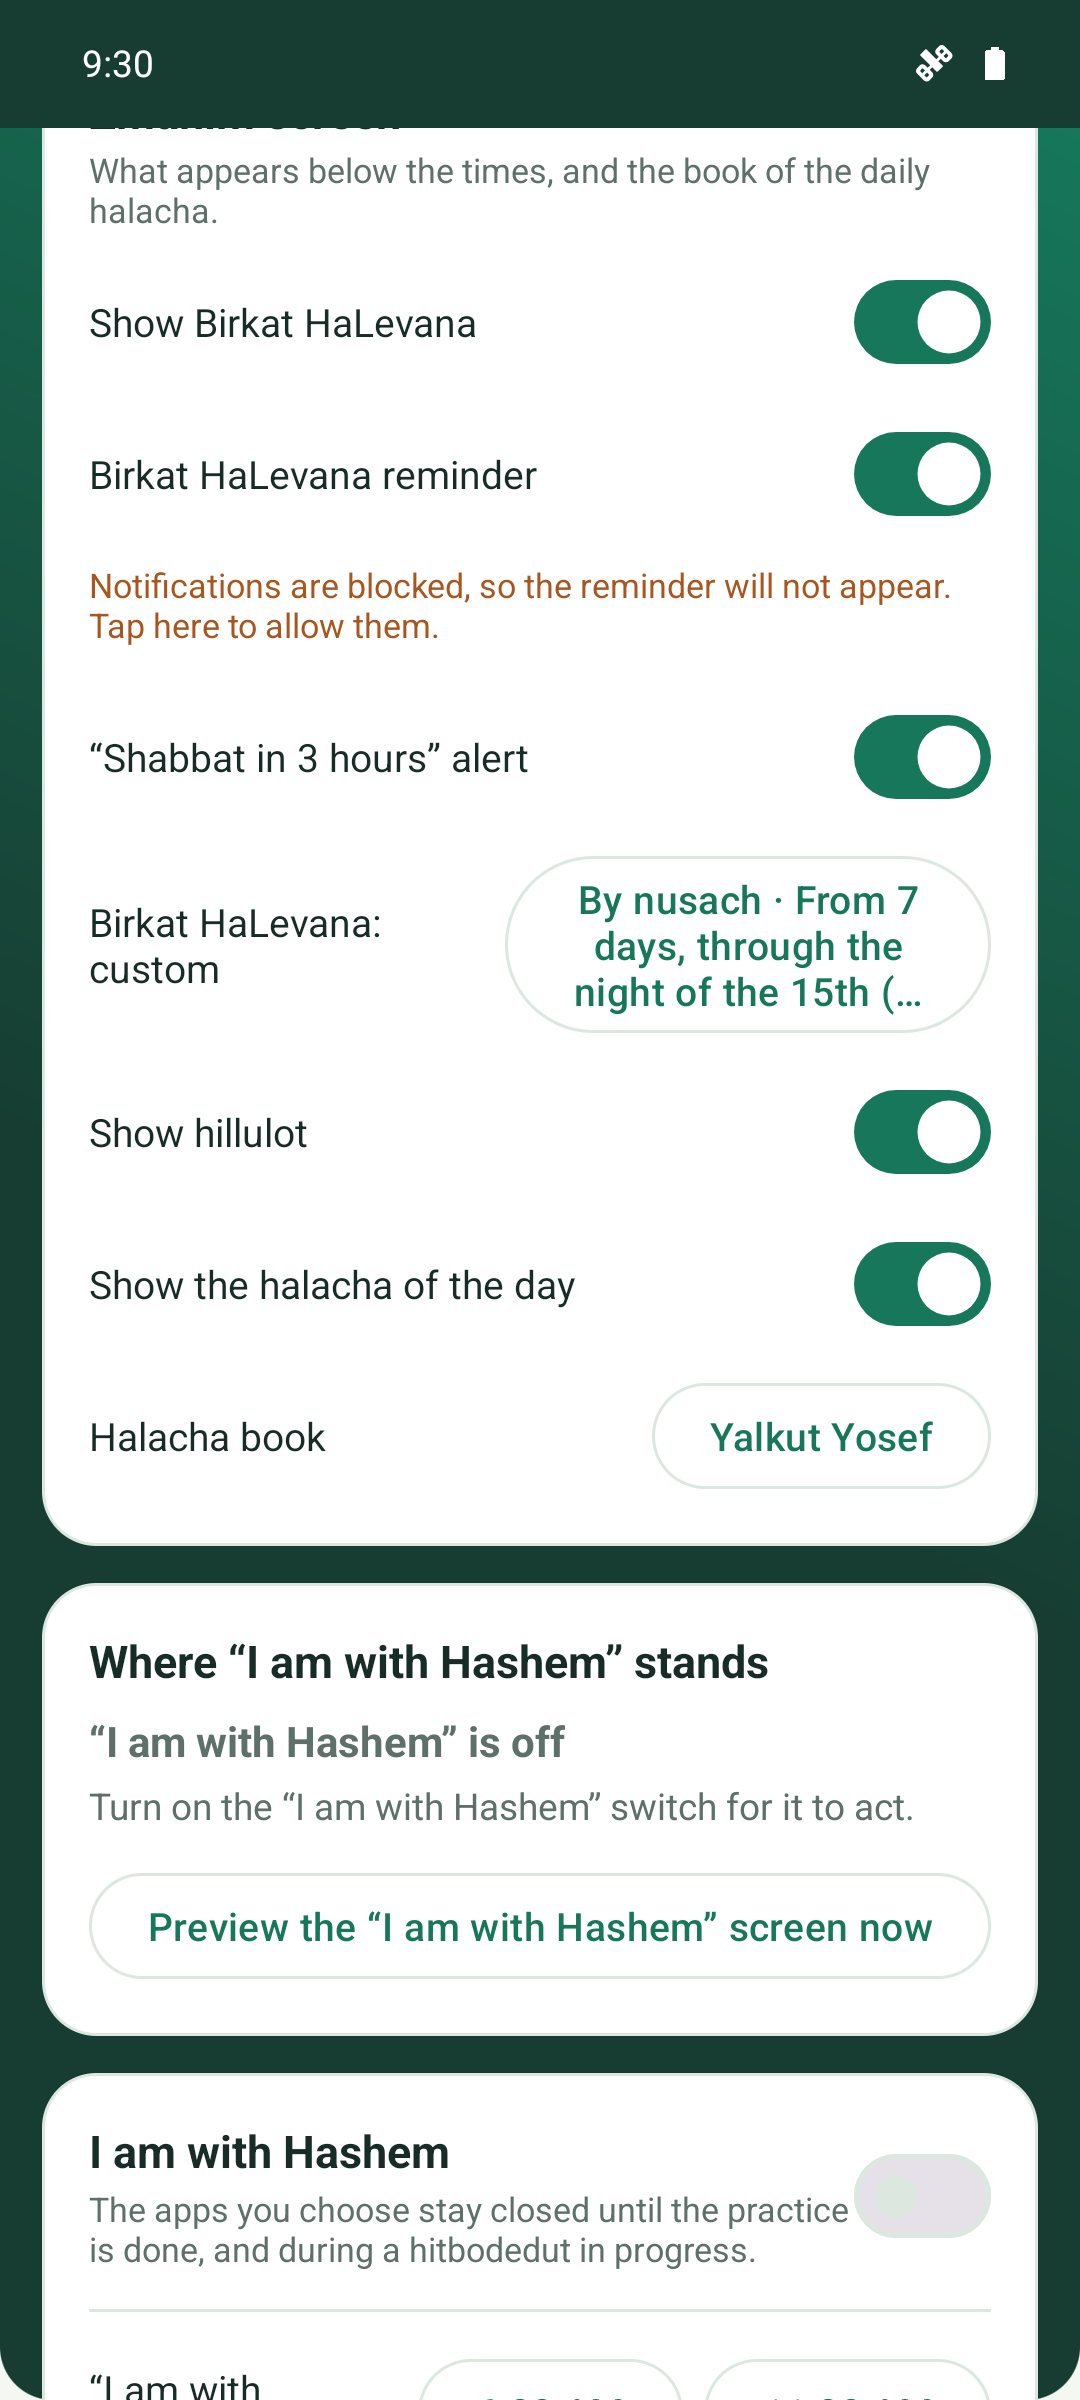 9:30
What appears below the times, and the book of the daily
halacha.
Show Birkat HaLevana
Birkat HaLevana reminder
Notifications are blocked, so the reminder will not appear.
Tap here to allow them.
“Shabbat in 3 hours” alert
Birkat HaLevana:
custom
By nusach · From 7
days, through the
night of the 15th (…
Show hillulot
Show the halacha of the day
Halacha book
Yalkut Yosef
Where “I am with Hashem” stands
“I am with Hashem” is off
Turn on the “I am with Hashem” switch for it to act.
Preview the “I am with Hashem” screen now
I am with Hashem
The apps you choose stay closed until the practice
is done, and during a hitbodedut in progress.
“I am with